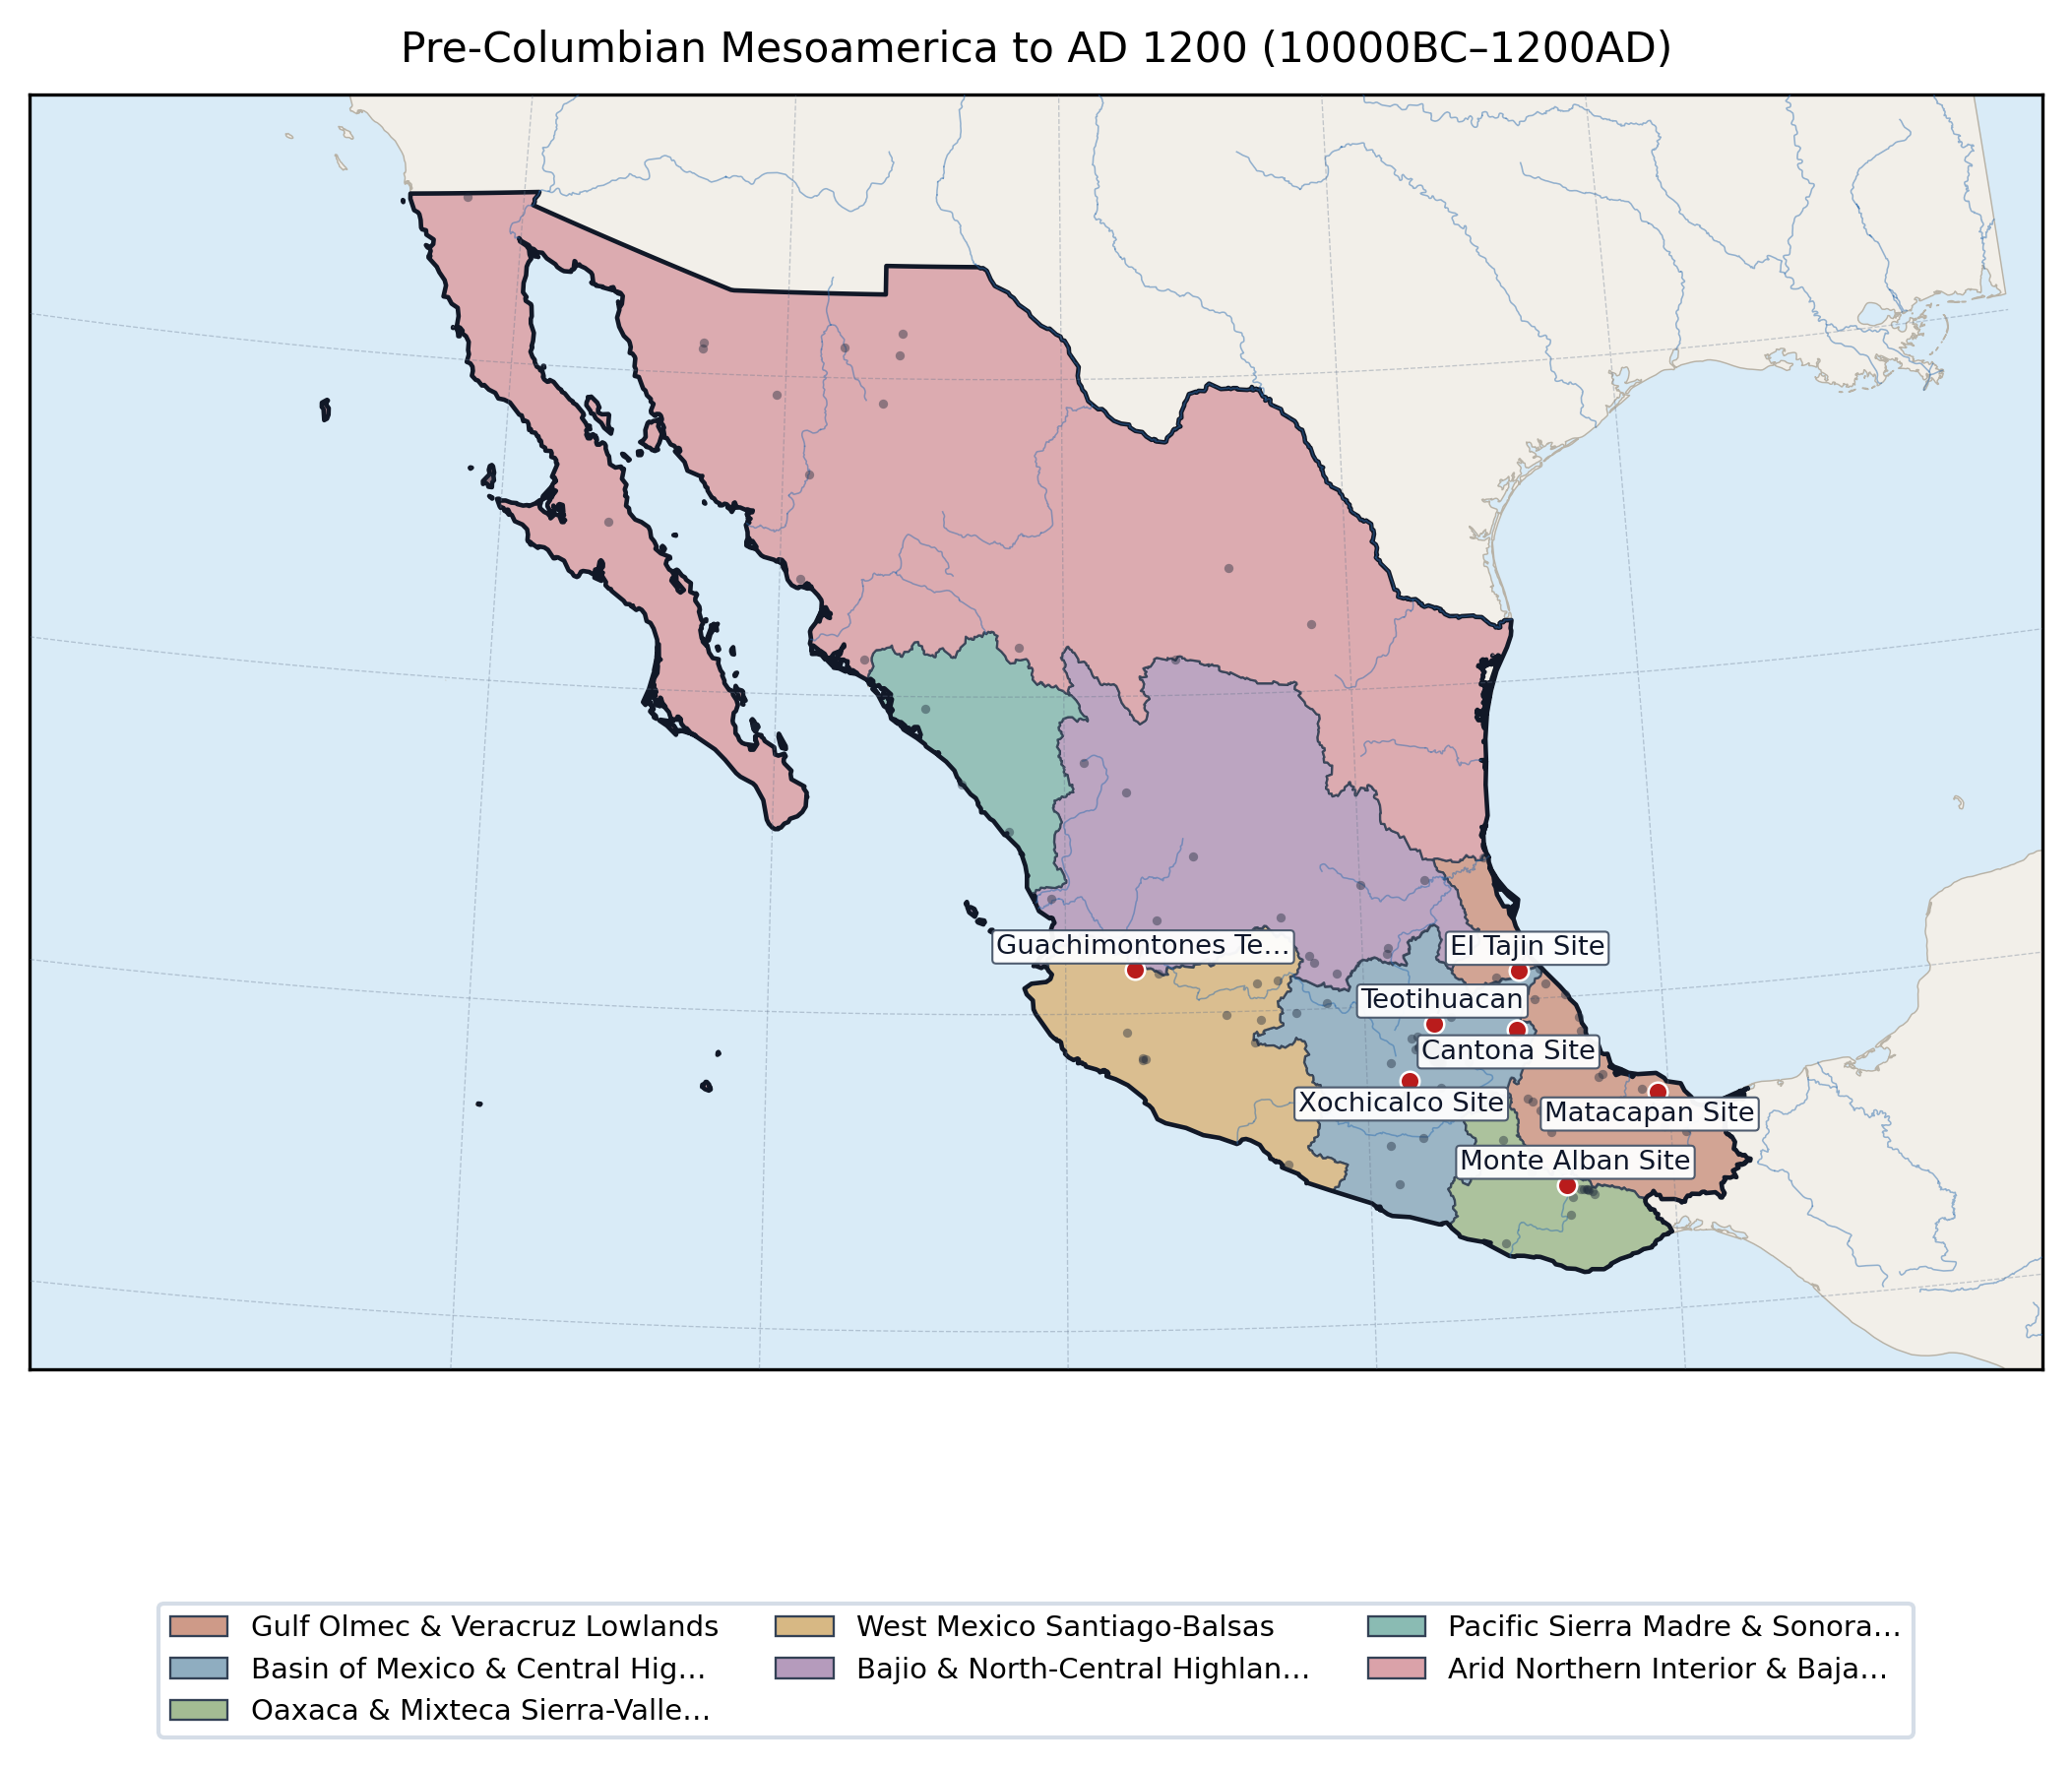 Pre-Columbian Mesoamerica to AD 1200 (10000BC–1200AD)
Guachimontones Te...
El Tajin Site
Teotihuacan
Cantona Site
Xochicalco Site
Matacapan Site
Monte Alban Site
Gulf Olmec & Veracruz Lowlands
Basin of Mexico & Central Hig...
Oaxaca & Mixteca Sierra-Valle...
West Mexico Santiago-Balsas
Bajio & North-Central Highlan...
Pacific Sierra Madre & Sonora...
Arid Northern Interior & Baja...